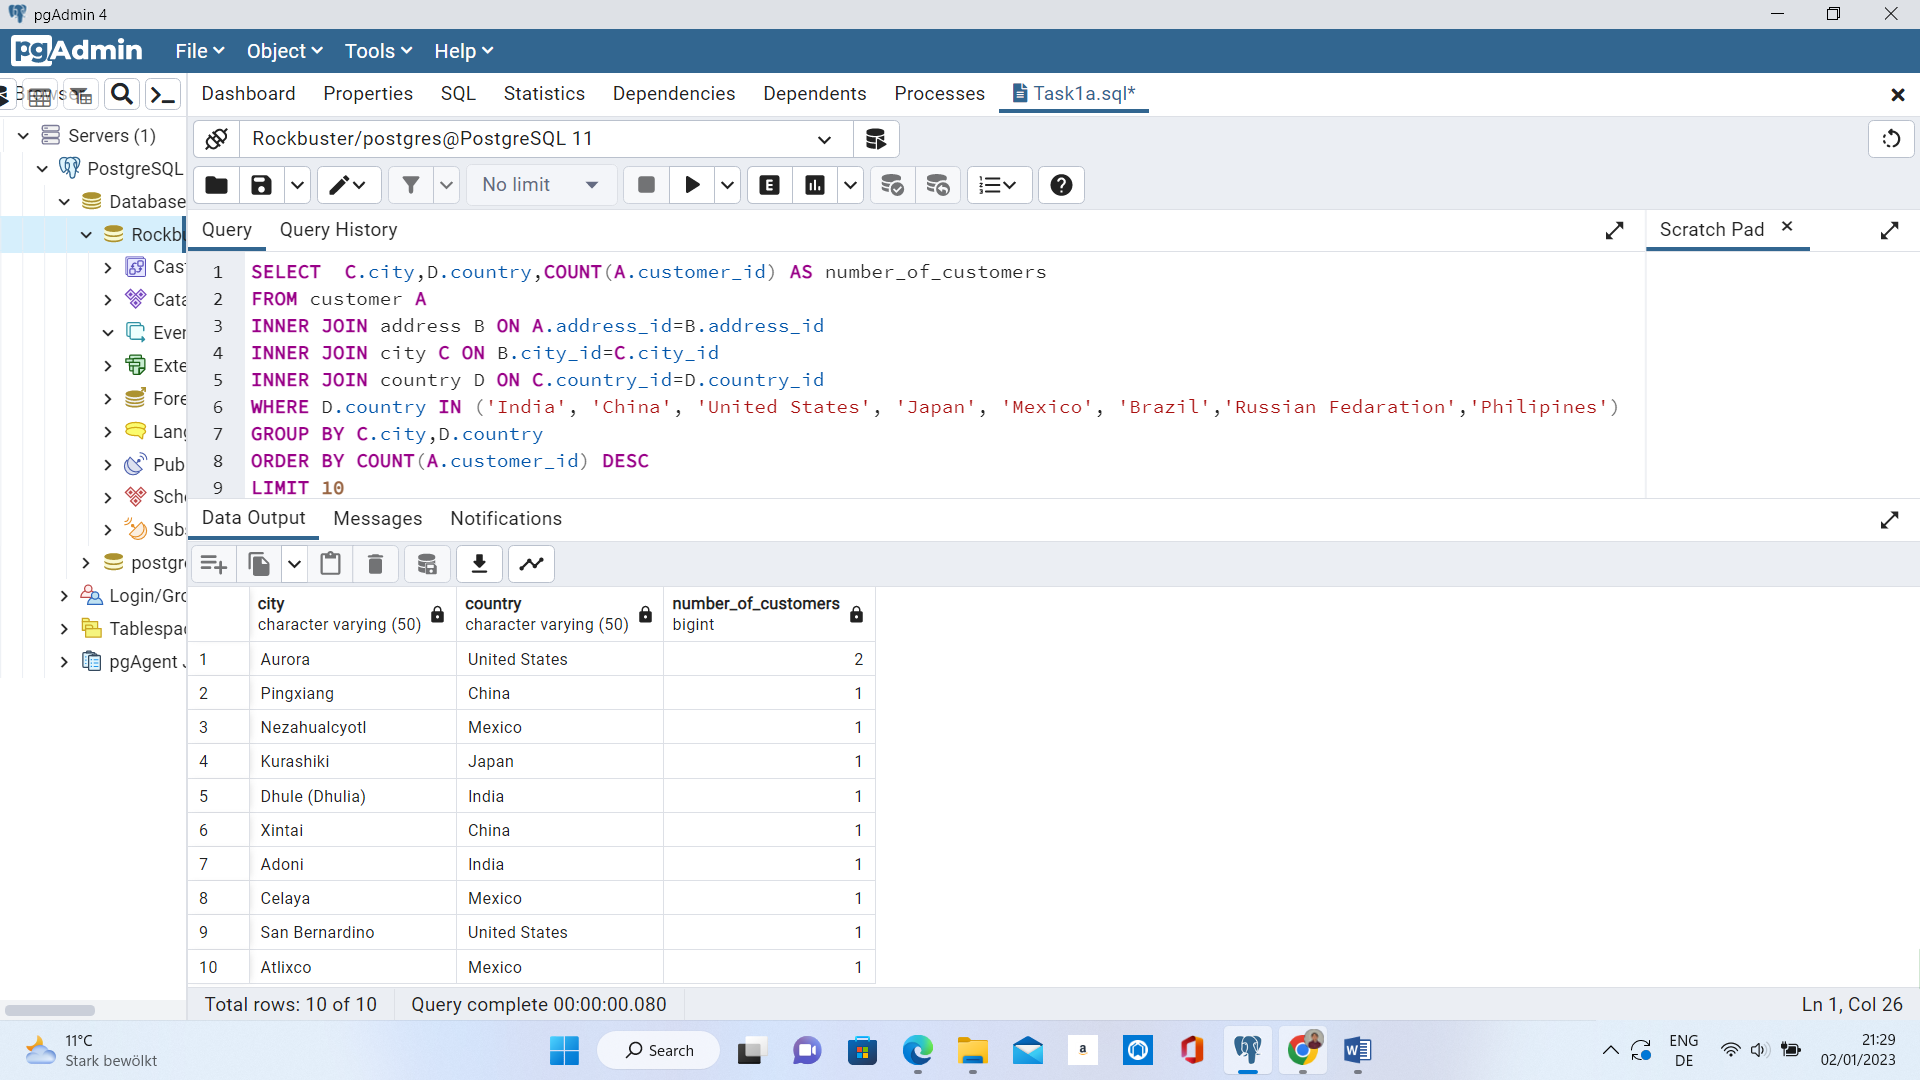 pgAdmin 4
pgAdmin File Object Tools Help
Dashboard Properties SQL Statistics Dependencies Dependents Processes Task1a.sql*
Servers (1)
PostgreSQL
Database
Rockb
Cas
Cata
Ever
Exte
Fore
Lang
Pub
Sche
Subs
postgre
Login/Gro
Tablespac
pgAgent J
Rockbuster/postgres@PostgreSQL 11
No limit
Query Query History
Scratch Pad
1 SELECT  C.city,D.country,COUNT(A.customer_id) AS number_of_customers
2 FROM customer A
3 INNER JOIN address B ON A.address_id=B.address_id
4 INNER JOIN city C ON B.city_id=C.city_id
5 INNER JOIN country D ON C.country_id=D.country_id
6 WHERE D.country IN ('India', 'China', 'United States', 'Japan', 'Mexico', 'Brazil','Russian Fedaration','Philipines')
7 GROUP BY C.city,D.country
8 ORDER BY COUNT(A.customer_id) DESC
9 LIMIT 10
Data Output Messages Notifications
city country number_of_customers
character varying (50) character varying (50) bigint
1 Aurora United States 2
2 Pingxiang China 1
3 Nezahualcyotl Mexico 1
4 Kurashiki Japan 1
5 Dhule (Dhulia) India 1
6 Xintai China 1
7 Adoni India 1
8 Celaya Mexico 1
9 San Bernardino United States 1
10 Atlixco Mexico 1
Total rows: 10 of 10 Query complete 00:00:00.080 Ln 1, Col 26
11°C
Stark bewölkt
Search
ENG
DE
21:29
02/01/2023